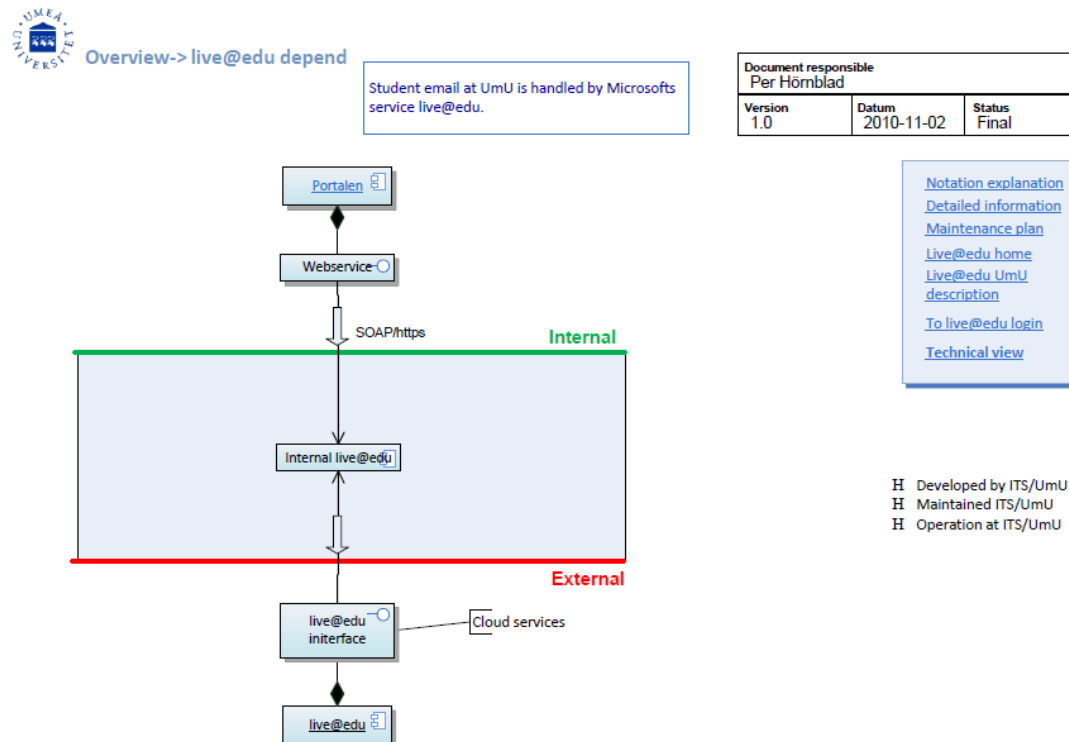 UMEÅ UNIVERSITET
Overview-> live@edu depend
Student email at UmU is handled by Microsofts
service live@edu.
Document responsible
Per Hörnblad
Version
Datum
Status
1.0
2010-11-02
Final
Portalen
Webservice
SOAP/https
Internal
Internal live@edu
External
live@edu
initerface
Cloud services
live@edu
Notation explanation
Detailed information
Maintenance plan
Live@edu home
Live@edu UmU
description
To live@edu login
Technical view
H Developed by ITS/UmU
H Maintained ITS/UmU
H Operation at ITS/UmU